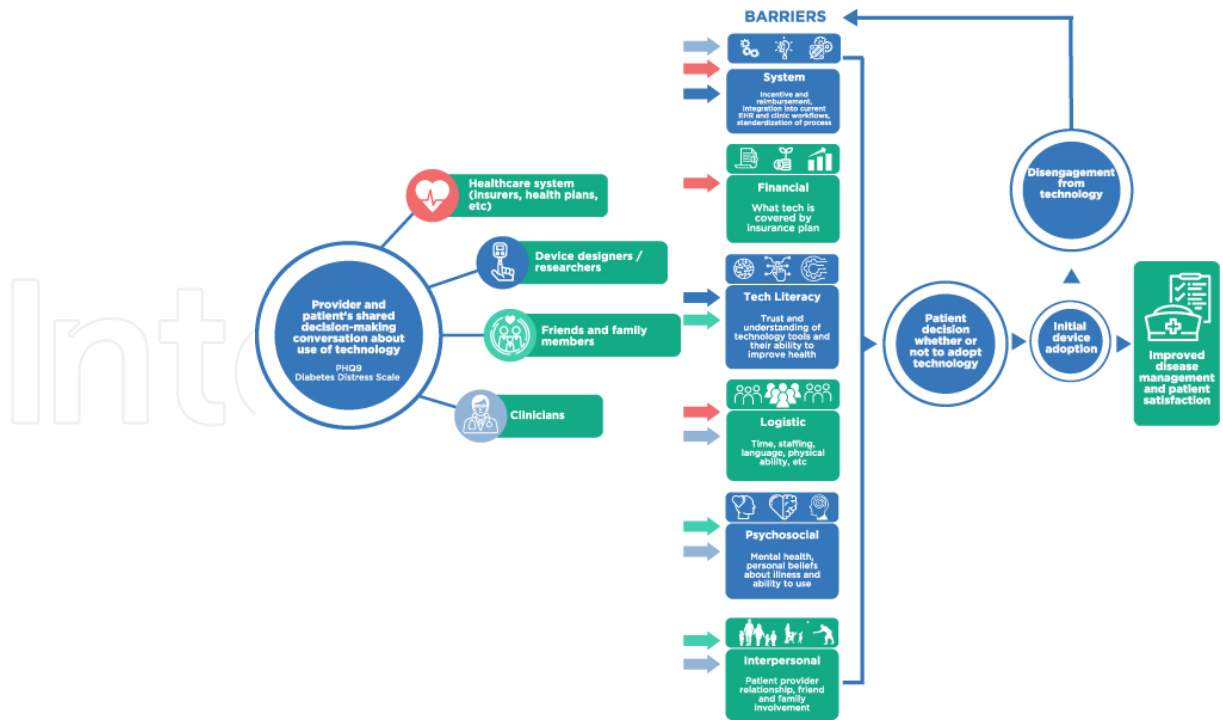 BARRIERS
System
Incentive and
reimbursement,
integration into current
EHR and clinic workflows,
standerdization of process
Financial
What tech is
covered by
insurance plan
Tech Literacy
Trust and
understanding of
technology tools and
their ability to
improve health
Logistic
Time, staffing,
language, physical
ability, etc
Psychosocial
Mental health,
personal beliefs
about illness and
ability to use
Interpersonal
Patient provider
relationship, friend
and family
involvement
Healthcare system
(insurers, health plans,
etc)
Device designers /
researchers
Friends and family
members
Clinicians
Provider and
patient's shared
decision-making
conversation about
use of technology
PHQ9
Diabetes Distress Scale
Patient
decision
whether or
not to adopt
technology
Initial
device
adoption
Disengagement
from
technology
Improved
disease
management
and patient
satisfaction